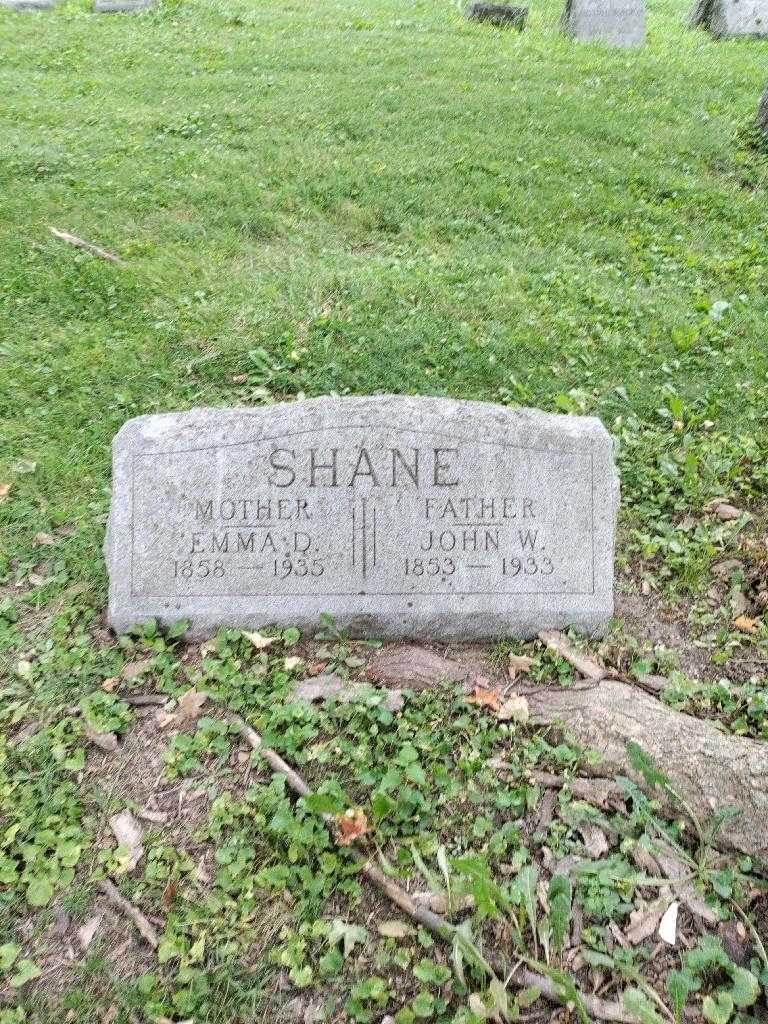 SHANE
MOTHER FATHER
EMMA D. JOHN W.
1858 — 1935 1853 — 1933